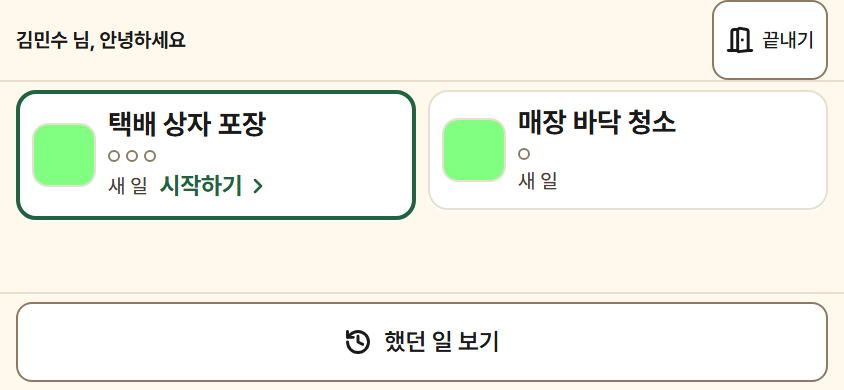 김민수 님, 안녕하세요
끝내기
택배 상자 포장
새 일 시작하기
매장 바닥 청소
새 일
했던 일 보기